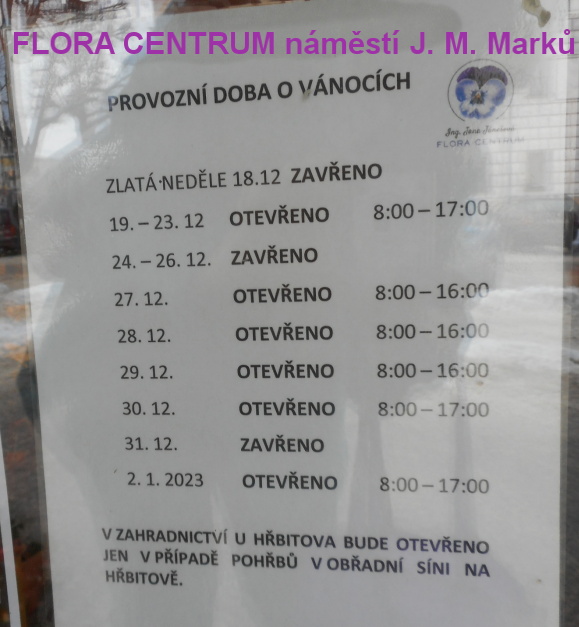 FLORA CENTRUM náměstí J. M. Marků
PROVOZNÍ DOBA O VÁNOCÍCH
Ing. Jana
FLORA CENTRUM
ZLATÁ NEDĚLE 18.12 ZAVŘENO
19. – 23. 12 OTEVŘENO 8:00 – 17:00
24. – 26. 12. ZAVŘENO
27. 12. OTEVŘENO 8:00 – 16:00
28. 12. OTEVŘENO 8:00 – 16:00
29. 12. OTEVŘENO 8:00 – 16:00
30. 12. OTEVŘENO 8:00 – 17:00
31. 12. ZAVŘENO
2. 1. 2023 OTEVŘENO 8:00 – 17:00
V ZAHRADNICTVÍ U HŘBITOVA BUDE OTEVŘENO
JEN V PŘÍPADĚ POHŘBŮ V OBŘADNÍ SÍNI NA
HŘBITOVĚ.